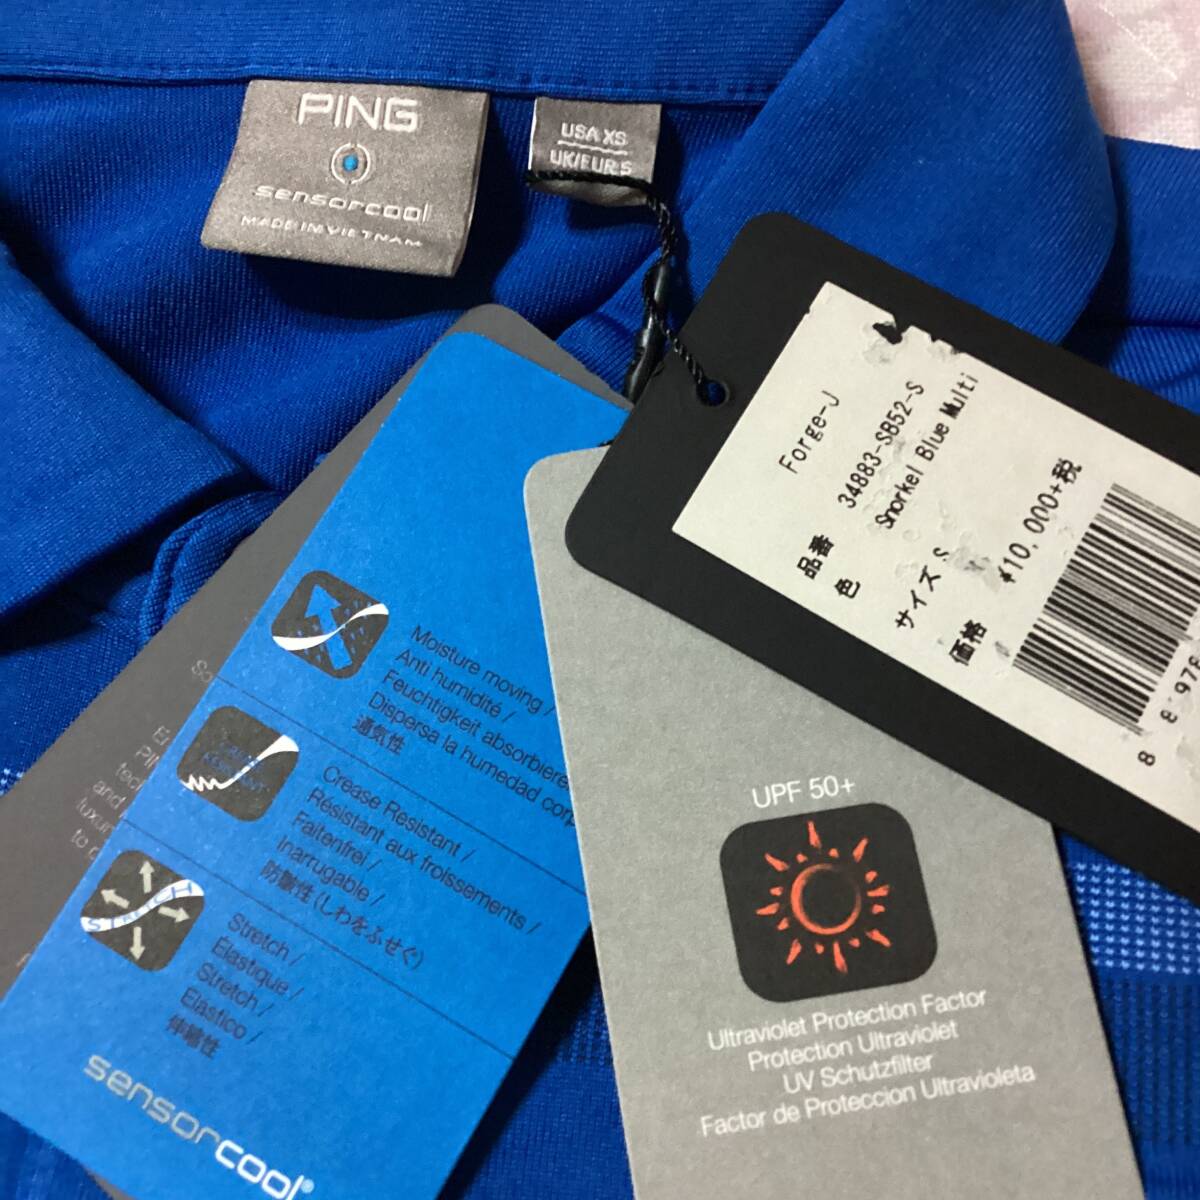 PING
sensorcool
MADE IN VIETNAM
USA XS
UK/EUR S
Forge-J
品番 34883-SB52-S
色 Snorkel Blue Multi
サイズ S
価格 ¥10,000+税
Moisture moving /
Anti humidité /
Feuchtigkeit absorbiere
Dispersa la humedad corp
通気性
Crease Resistant /
Résistant aux froissements /
Faltenfrei /
Inarrugable /
防皺性 (しわをふせぐ)
STRETCH
Stretch /
Élastique /
Stretch /
Elástico /
伸縮性
sensorcool®
UPF 50+
Ultraviolet Protection Factor
Protection Ultraviolet
UV Schutzfilter
Factor de Proteccion Ultravioleta